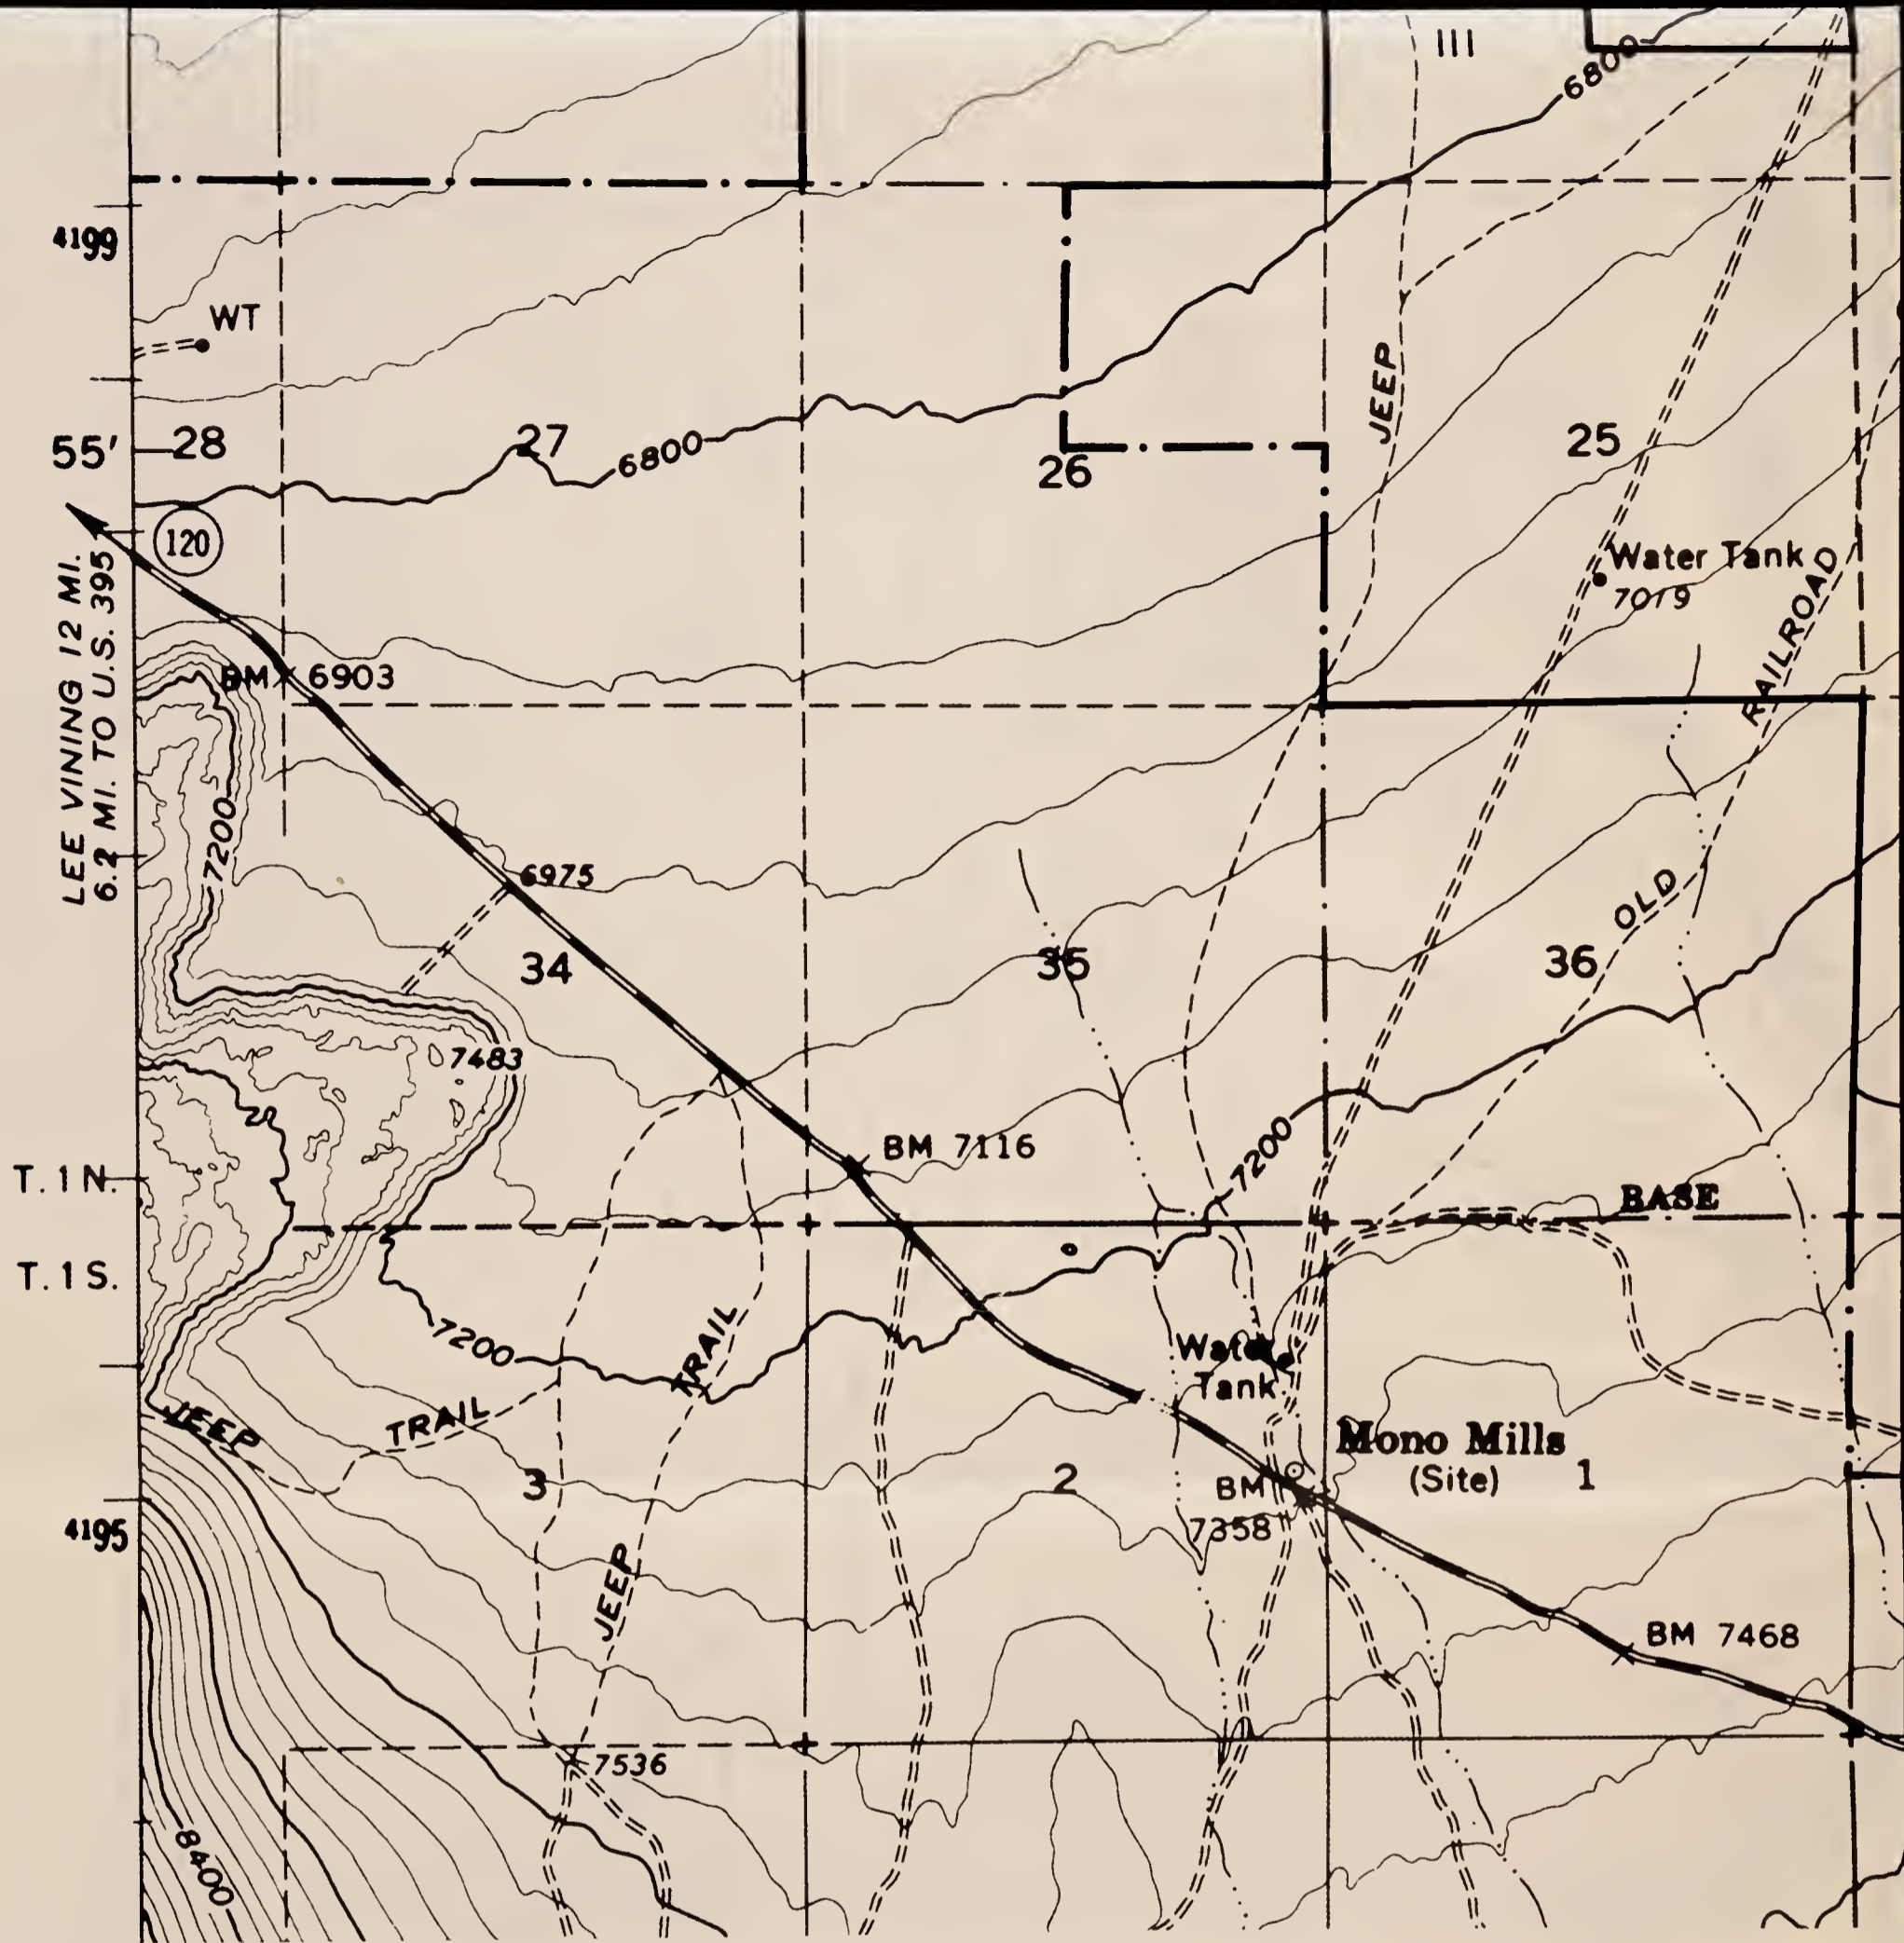 III
6800
4199
WT
JEEP
55'
28
27
6800
26
25
120
Water Tank
7019
LEE VINING 12 MI.
6.2 MI. TO U.S. 395
RAILROAD
BM
6903
7200
6975
OLD
34
35
36
7483
BM 7116
7200
T. 1 N.
BASE
T. 1 S.
7200
TRAIL
Water
Tank
JEEP
TRAIL
Mono Mills
(Site)
3
2
BM
1
7358
4195
JEEP
BM 7468
7536
8400